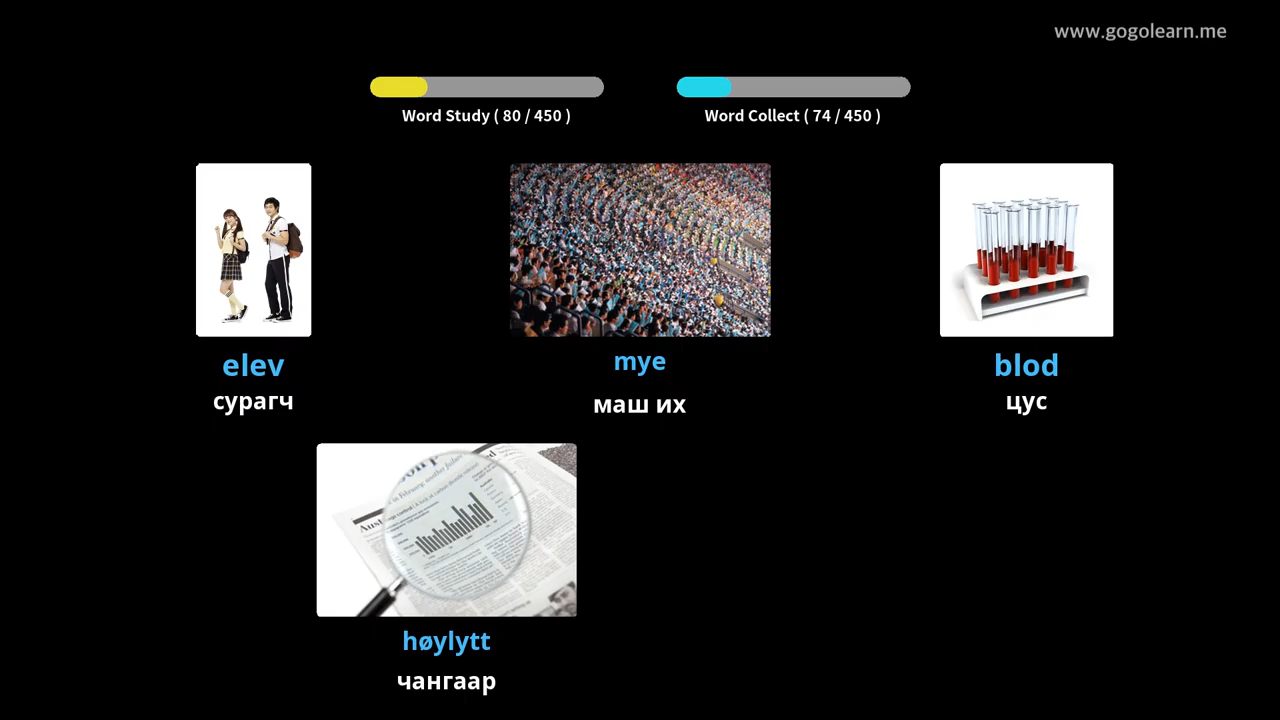 www.gogolearn.me
Word Study ( 80 / 450 )
Word Collect ( 74 / 450 )
elev
mye
blod
сурагч
маш их
цус
høylytt
чангаар